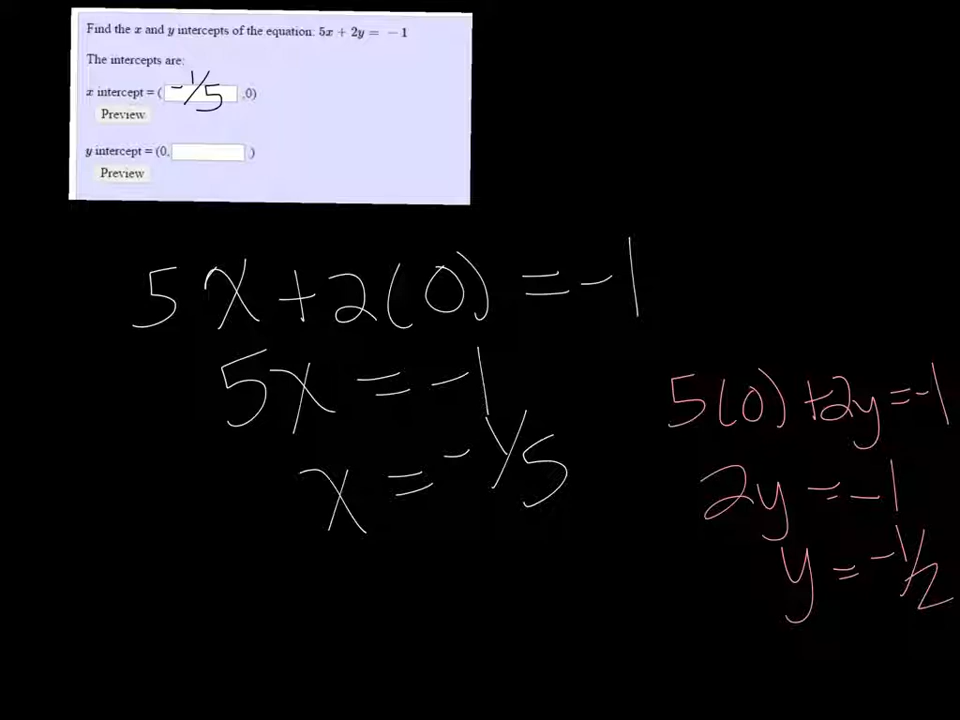 Find the x and y intercepts of the equation: 5x + 2y = − 1
The intercepts are:
x intercept = ( -1/5 ,0)
Preview
y intercept = (0, )
Preview
5x + 2(0) = -1
5x = -1
x = -1/5
5(0) + 2y = -1
2y = -1
y = -1/2